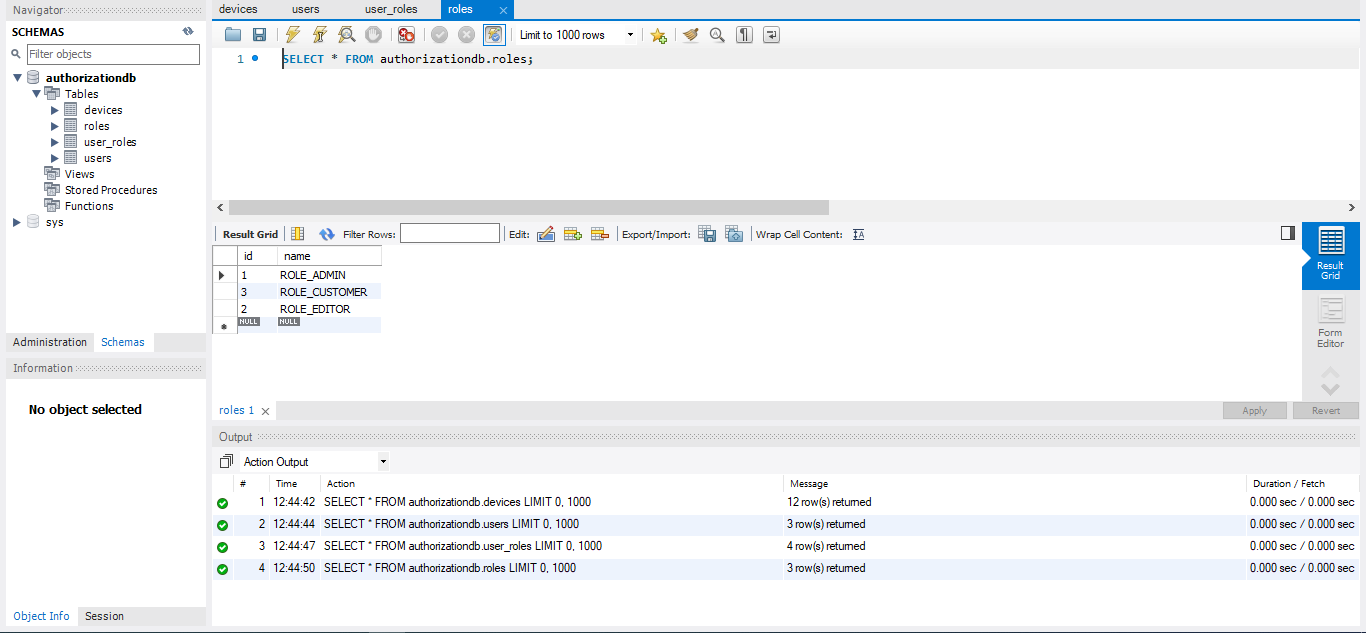 Navigator
devices users user_roles roles
SCHEMAS
Filter objects
Limit to 1000 rows
1 SELECT * FROM authorizationdb.roles;
authorizationdb
Tables
devices
roles
user_roles
users
Views
Stored Procedures
Functions
sys
Result Grid Filter Rows: Edit: Export/Import: Wrap Cell Content:
id name
1 ROLE_ADMIN
3 ROLE_CUSTOMER
2 ROLE_EDITOR
NULL NULL
Result
Grid
Form
Editor
Administration Schemas
Information
No object selected
roles 1 Apply Revert
Output
Action Output
# Time Action Message Duration / Fetch
1 12:44:42 SELECT * FROM authorizationdb.devices LIMIT 0, 1000 12 row(s) returned 0.000 sec / 0.000 sec
2 12:44:44 SELECT * FROM authorizationdb.users LIMIT 0, 1000 3 row(s) returned 0.000 sec / 0.000 sec
3 12:44:47 SELECT * FROM authorizationdb.user_roles LIMIT 0, 1000 4 row(s) returned 0.000 sec / 0.000 sec
4 12:44:50 SELECT * FROM authorizationdb.roles LIMIT 0, 1000 3 row(s) returned 0.000 sec / 0.000 sec
Object Info Session